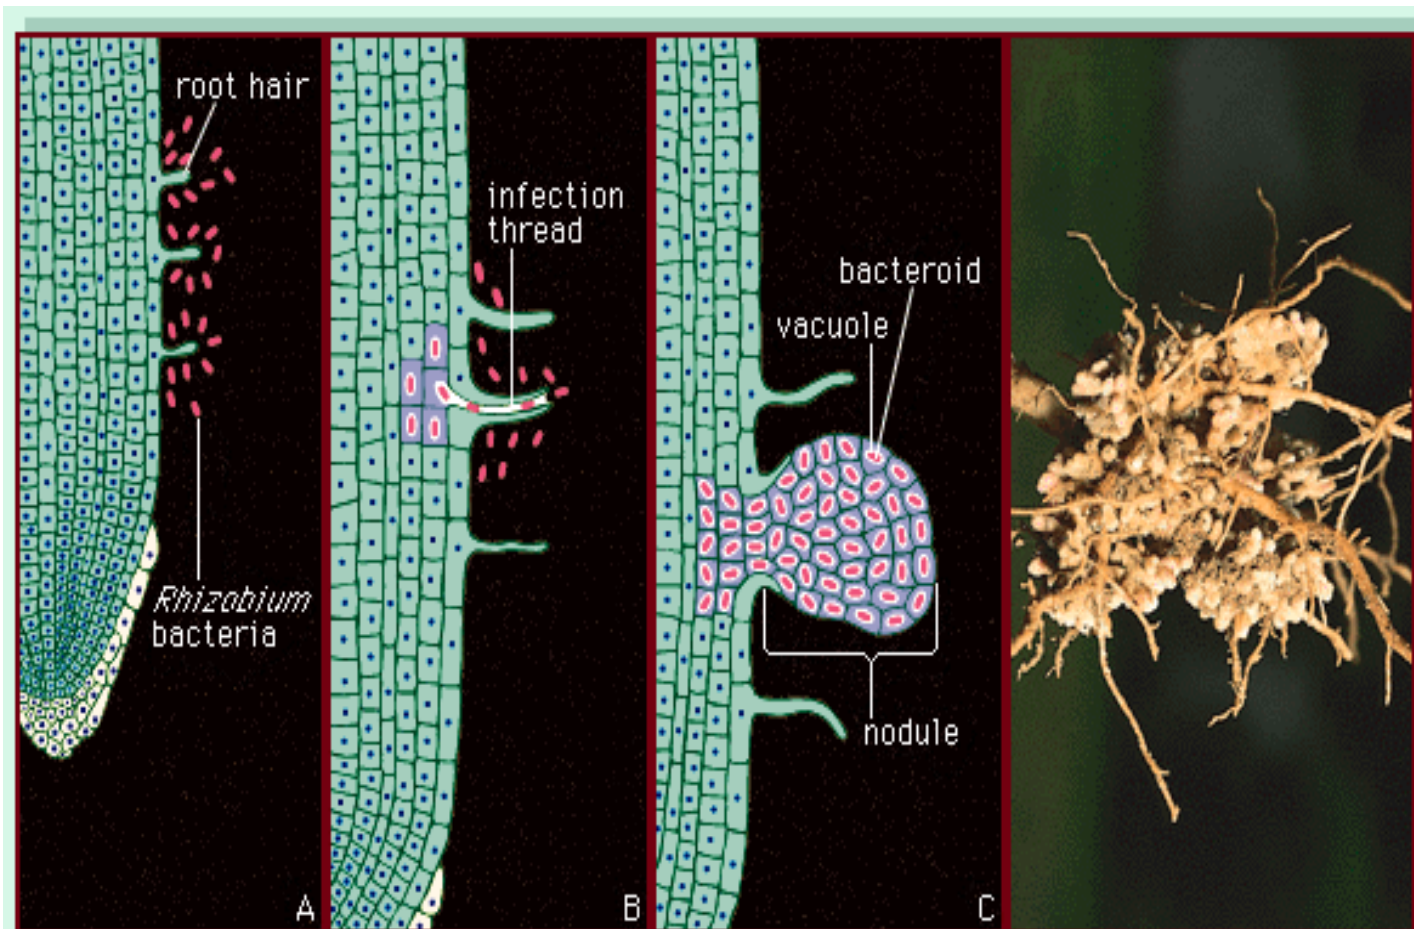 root hair
Rhizobium
bacteria
A
infection
thread
B
bacteroid
vacuole
nodule
C